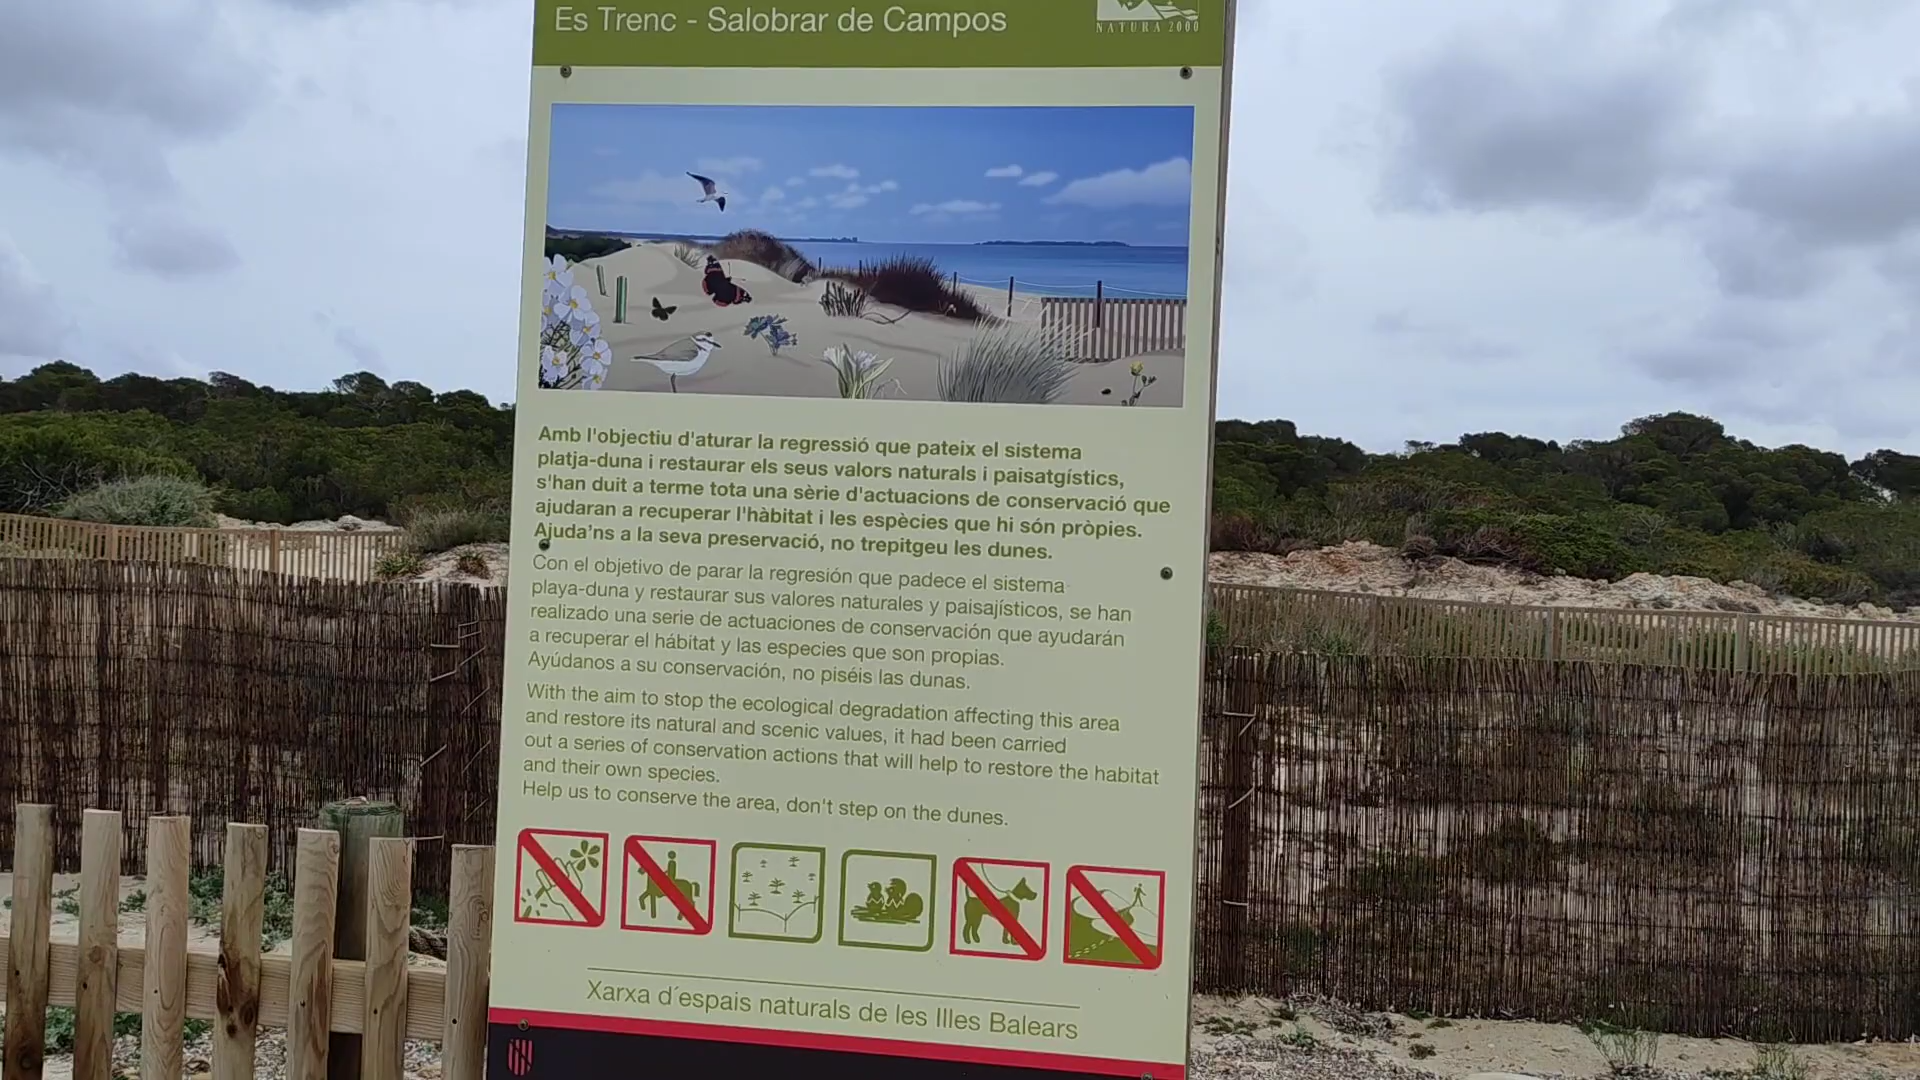 Es Trenc - Salobrar de Campos
NATURA 2000
Amb l'objectiu d'aturar la regressió que pateix el sistema
platja-duna i restaurar els seus valors naturals i paisatgístics,
s'han duit a terme tota una sèrie d'actuacions de conservació que
ajudaran a recuperar l'hàbitat i les espècies que hi són pròpies.
Ajuda'ns a la seva preservació, no trepitgeu les dunes.
Con el objetivo de parar la regresión que padece el sistema
playa-duna y restaurar sus valores naturales y paisajísticos, se han
realizado una serie de actuaciones de conservación que ayudarán
a recuperar el hábitat y las especies que son propias.
Ayúdanos a su conservación, no piséis las dunas.
With the aim to stop the ecological degradation affecting this area
and restore its natural and scenic values, it had been carried
out a series of conservation actions that will help to restore the habitat
and their own species.
Help us to conserve the area, don't step on the dunes.
Xarxa d´espais naturals de les Illes Balears